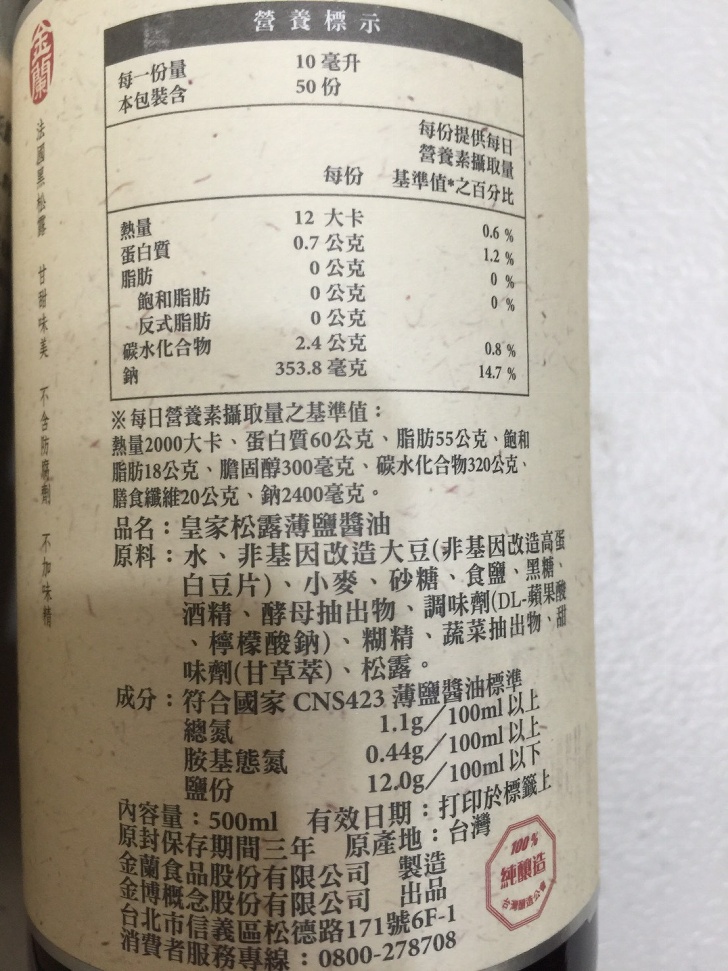 營養標示
每一份量 10 毫升
本包裝含 50 份
每份提供每日
營養素攝取量
每份 基準值*之百分比
熱量 12 大卡 0.6 %
蛋白質 0.7 公克 1.2 %
脂肪 0 公克 0 %
飽和脂肪 0 公克 0 %
反式脂肪 0 公克
碳水化合物 2.4 公克 0.8 %
鈉 353.8 毫克 14.7 %
※每日營養素攝取量之基準值：
熱量2000大卡、蛋白質60公克、脂肪55公克、飽和
脂肪18公克、膽固醇300毫克、碳水化合物320公克、
膳食纖維20公克、鈉2400毫克。
品名：皇家松露薄鹽醬油
原料：水、非基因改造大豆(非基因改造高蛋
白豆片)、小麥、砂糖、食鹽、黑糖、
酒精、酵母抽出物、調味劑(DL-蘋果酸
、檸檬酸鈉)、糊精、蔬菜抽出物、甜
味劑(甘草萃)、松露。
成分：符合國家 CNS423 薄鹽醬油標準
總氮 1.1g／100ml 以上
胺基態氮 0.44g／100ml 以上
鹽份 12.0g／100ml 以下
內容量：500ml 有效日期：打印於標籤上
原封保存期間三年 原產地：台灣
金蘭食品股份有限公司 製造
金博概念股份有限公司 出品
台北市信義區松德路171號6F-1
消費者服務專線：0800-278708
金蘭
法國黑松露 甘甜味美 不含防腐劑 不加味精
100%
純釀造